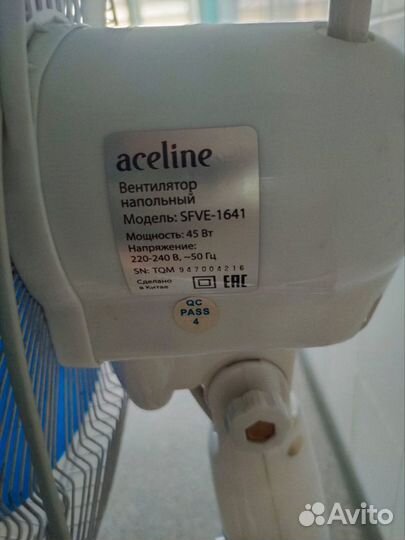 aceline
Вентилятор
напольный
Модель: SFVE-1641
Мощность: 45 Вт
Напряжение:
220-240 В, ~50 Гц
SN: TQM 947004216
Сделано
в Китае
EAC
QC
PASS
4
Avito